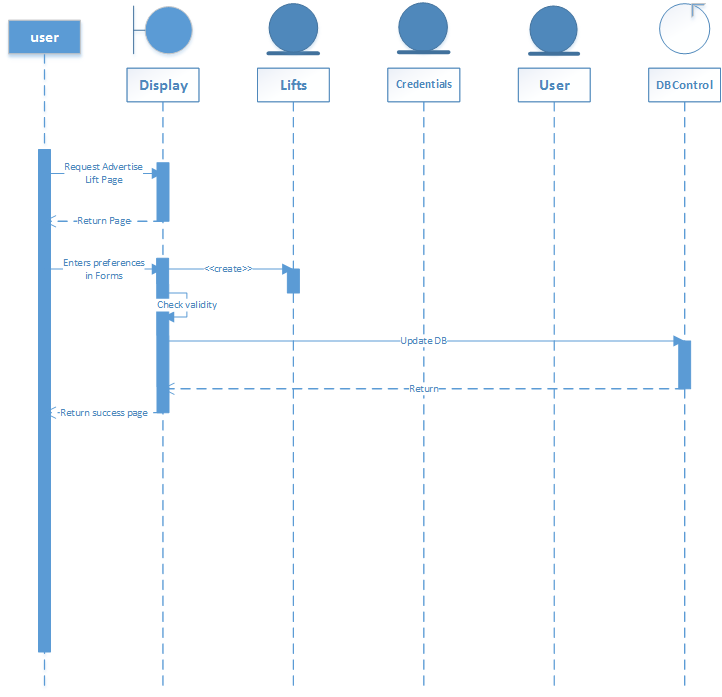 user
Display
Lifts
Credentials
User
DBControl
Request Advertise
Lift Page
Return Page
Enters preferences
in Forms
<<create>>
Check validity
Update DB
Return
Return success page